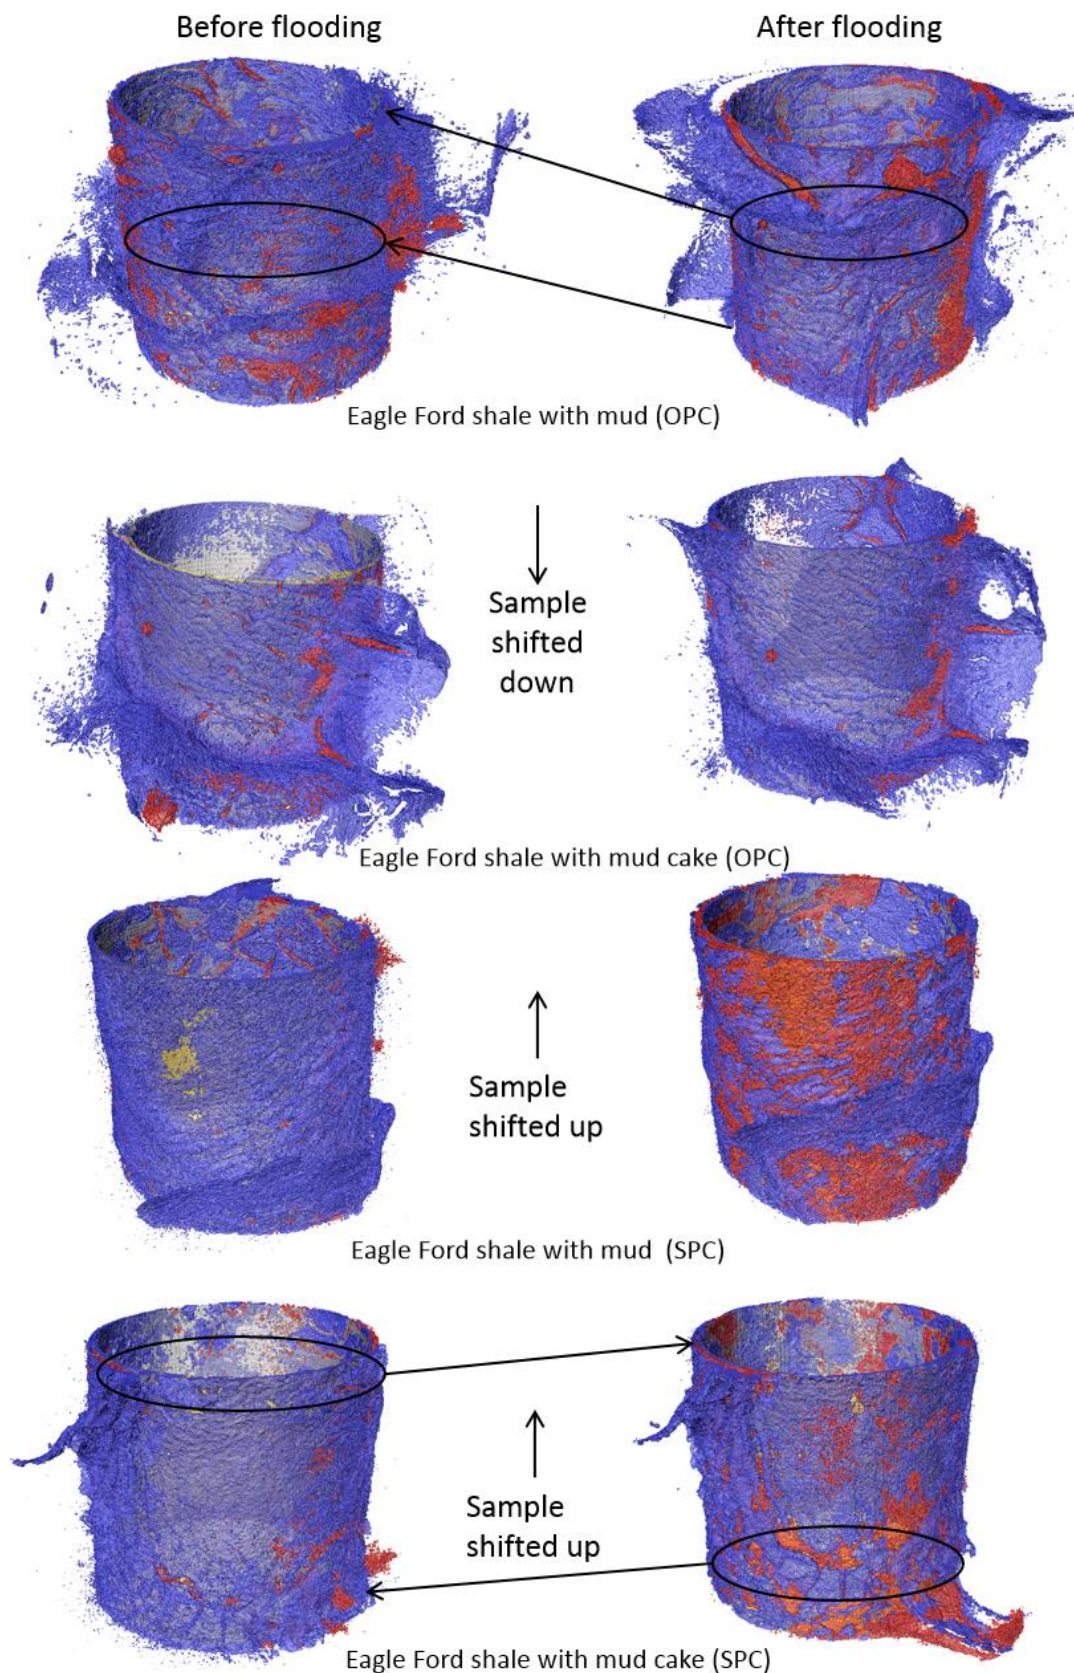 Before flooding
After flooding
Eagle Ford shale with mud (OPC)
Sample
shifted
down
Eagle Ford shale with mud cake (OPC)
Sample
shifted up
Eagle Ford shale with mud (SPC)
Sample
shifted up
Eagle Ford shale with mud cake (SPC)